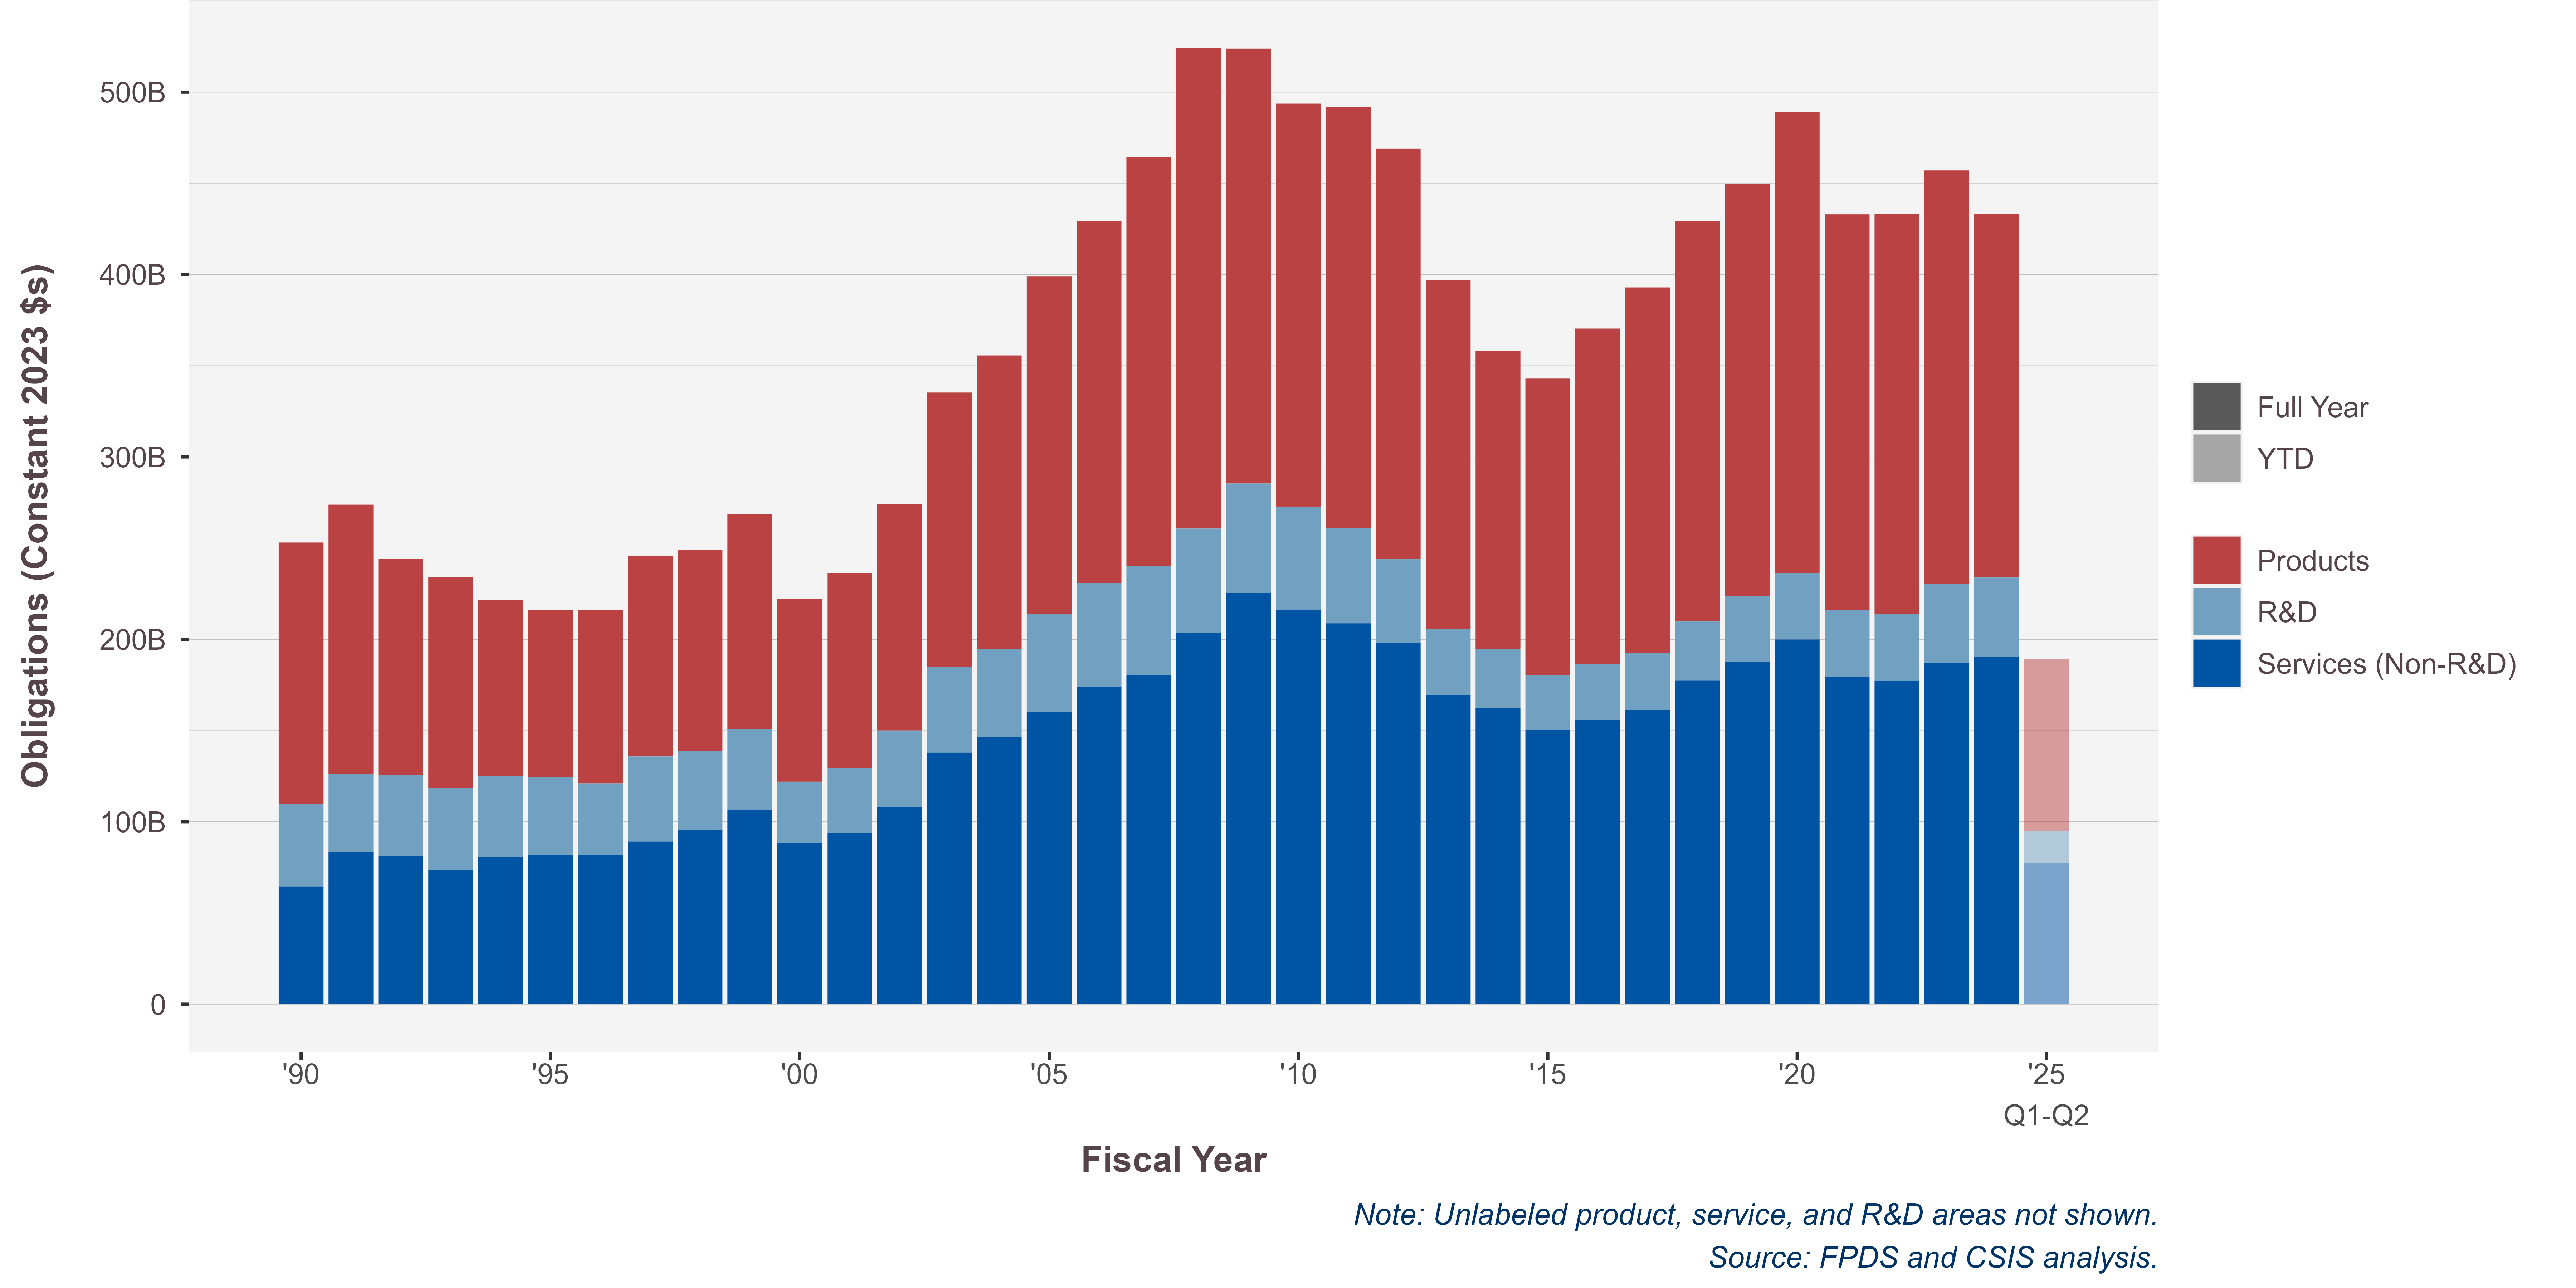 Obligations (Constant 2023 $s)
500B
400B
300B
200B
100B
0
'90
'95
'00
'05
'10
'15
'20
'25
Q1-Q2
Fiscal Year
Full Year
YTD
Products
R&D
Services (Non-R&D)
Note: Unlabeled product, service, and R&D areas not shown.
Source: FPDS and CSIS analysis.